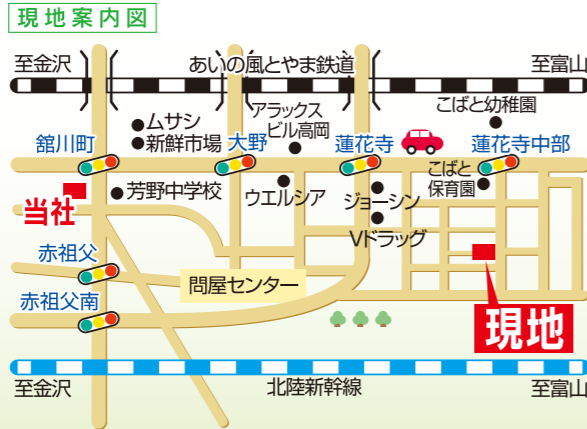 現地案内図
至金沢
あいの風とやま鉄道
至富山
こばと幼稚園
アラックス
ビル高岡
ムサシ
新鮮市場
舘川町
大野
蓮花寺
蓮花寺中部
こばと
保育園
芳野中学校
ウエルシア
ジョーシン
Vドラッグ
当社
赤祖父
問屋センター
赤祖父南
現地
至金沢
北陸新幹線
至富山